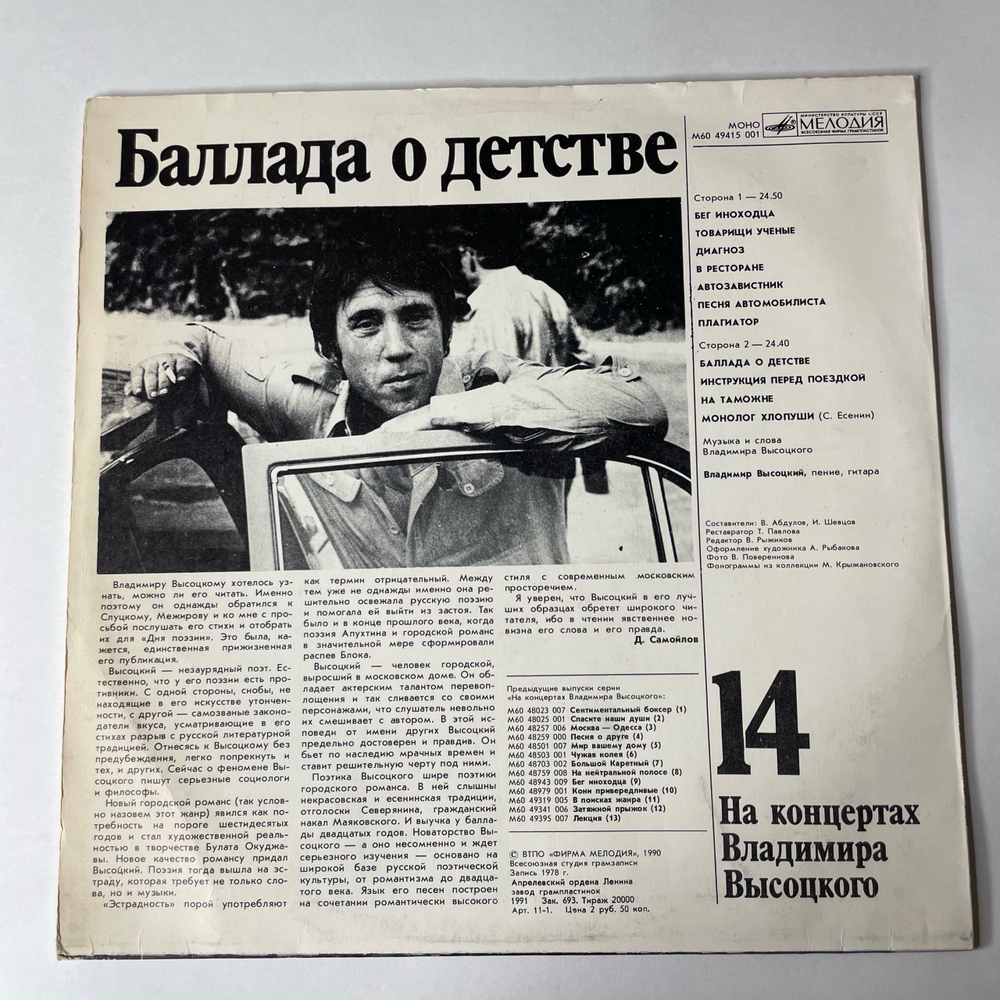 Баллада о детстве
МОНО
М60 49415 001
МИНИСТЕРСТВО КУЛЬТУРЫ СССР
МЕЛОДИЯ
ВСЕСОЮЗНАЯ ФИРМА ГРАМПЛАСТИНОК
Сторона 1 — 24.50
БЕГ ИНОХОДЦА
ТОВАРИЩИ УЧЕНЫЕ
ДИАГНОЗ
В РЕСТОРАНЕ
АВТОЗАВИСТНИК
ПЕСНЯ АВТОМОБИЛИСТА
ПЛАГИАТОР
Сторона 2 — 24.40
БАЛЛАДА О ДЕТСТВЕ
ИНСТРУКЦИЯ ПЕРЕД ПОЕЗДКОЙ
НА ТАМОЖНЕ
МОНОЛОГ ХЛОПУШИ (С. Есенин)
Музыка и слова
Владимира Высоцкого
Владимир Высоцкий, пение, гитара
Составители: В. Абдулов, И. Шевцов
Реставратор Т. Павлова
Редактор В. Рыжиков
Оформление художника А. Рыбакова
Фото В. Повереннова
Фонограммы из коллекции М. Крыжановского
Владимиру Высоцкому хотелось уз-
нать, можно ли его читать. Именно
поэтому он однажды обратился к
Слуцкому, Межирову и ко мне с про-
сьбой послушать его стихи и отобрать
их для «Дня поэзии». Это была, ка-
жется, единственная прижизненная
его публикация.
Высоцкий — незаурядный поэт. Ест-
ественно, что у его поэзии есть про-
тивники. С одной стороны, снобы, не
находящие в его искусстве утончен-
ности, с другой — самозваные законо-
датели вкуса, усматривающие в его
стихах разрыв с русской литературной
традицией. Отнесясь к Высоцкому без
предубеждения, легко попрекнуть и
тех, и других. Сейчас о феномене Вы-
соцкого пишут серьезные социологи
и философы.
Новый городской романс (так услов-
но назовем этот жанр) явился как по-
требность на пороге шестидесятых
годов и стал художественной реаль-
ностью в творчестве Булата Окуджа-
вы. Новое качество романсу придал
Высоцкий. Поэзия тогда вышла на эс-
траду, которая требует не только сло-
ва, но и музыки.
«Эстрадность» порой употребляют
как термин отрицательный. Между
тем уже не однажды именно она ре-
шительно освежала русскую поэзию
и помогала ей выйти из застоя. Так
было и в конце прошлого века, когда
поэзия Апухтина и городской романс
в значительной мере сформировали
распев Блока.
Высоцкий — человек городской,
выросший в московском доме. Он об-
ладает актерским талантом перевоп-
лощения и так сливается со своими
персонажами, что слушатель невольно
их смешивает с автором. В этой ис-
поведи от имени других Высоцкий
предельно достоверен и правдив. Он
бьет по наследию мрачных времен и
ставит решительную черту под ними.
Поэтика Высоцкого шире поэтики
городского романса. В ней слышны
некрасовская и есенинская традиции,
отголоски Северянина, гражданский
накал Маяковского. И выучка у балла-
ды двадцатых годов. Новаторство Вы-
соцкого — а оно несомненно и ждет
серьезного изучения — основано на
широкой базе русской поэтической
культуры, от романтизма до двадца-
того века. Язык его песен построен
на сочетании романтически высокого
стиля с современным московским
просторечием.
Я уверен, что Высоцкий в его луч-
ших образцах обретет широкого чи-
тателя, ибо в чтении явственнее но-
визна его слова и его правда.
Д. Самойлов
Предыдущие выпуски серии
«На концертах Владимира Высоцкого»:
М60 48023 007 Сентиментальный боксер (1)
М60 48025 001 Спасите наши души (2)
М60 48257 006 Москва — Одесса (3)
М60 48259 000 Песня о друге (4)
М60 48501 007 Мир вашему дому (5)
М60 48503 001 Чужая колея (6)
М60 48703 002 Большой Каретный (7)
М60 48759 008 На нейтральной полосе (8)
М60 48943 009 Бег иноходца (9)
М60 48979 001 Кони привередливые (10)
М60 49319 005 В поисках жанра (11)
М60 49341 006 Затяжной прыжок (12)
М60 49395 007 Лекция (13)
© ВТПО «ФИРМА МЕЛОДИЯ», 1990
Всесоюзная студия грамзаписи
Запись 1978 г.
Апрелевский ордена Ленина
завод грампластинок
1991 Зак. 693. Тираж 20000
Арт. 11-1. Цена 2 руб. 50 коп.
14
На концертах
Владимира
Высоцкого